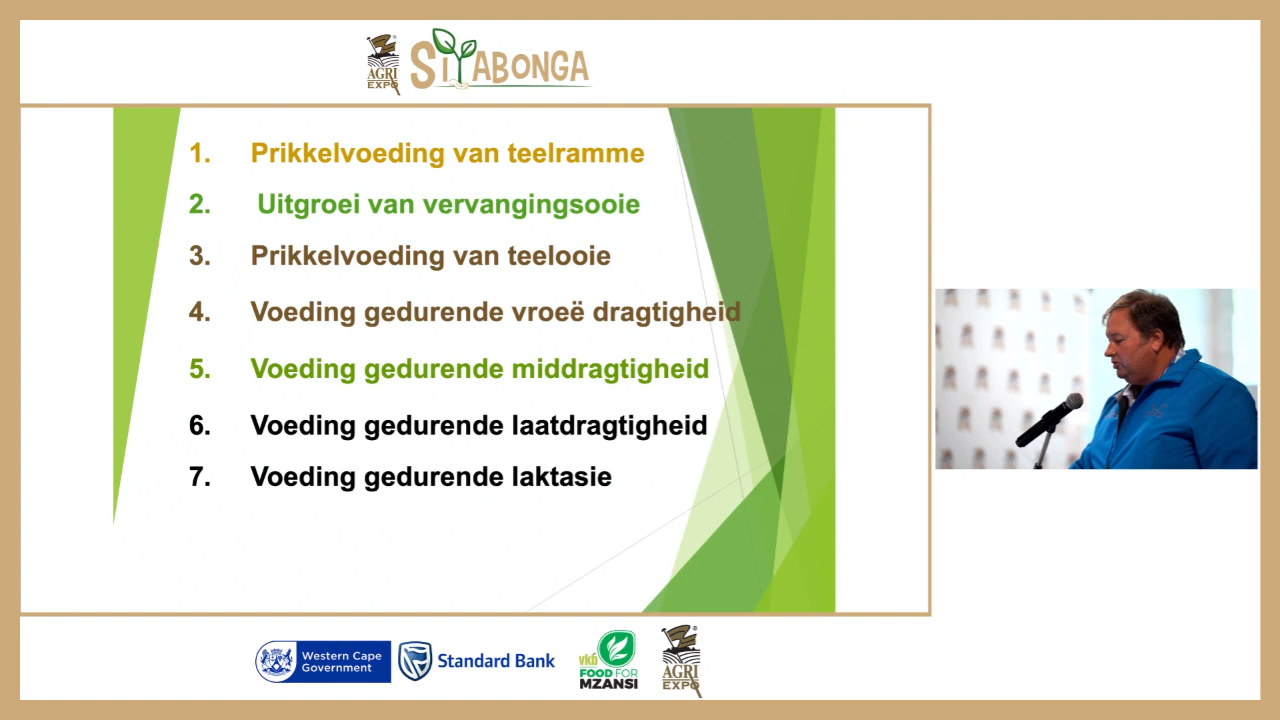 AGRI
EXPO
SIYABONGA
1. Prikkelvoeding van teelramme
2. Uitgroei van vervangingsooie
3. Prikkelvoeding van teelooie
4. Voeding gedurende vroeë dragtigheid
5. Voeding gedurende middragtigheid
6. Voeding gedurende laatdragtigheid
7. Voeding gedurende laktasie
Western Cape
Government
Standard Bank
vkb
FOOD FOR
MZANSI
AGRI
EXPO